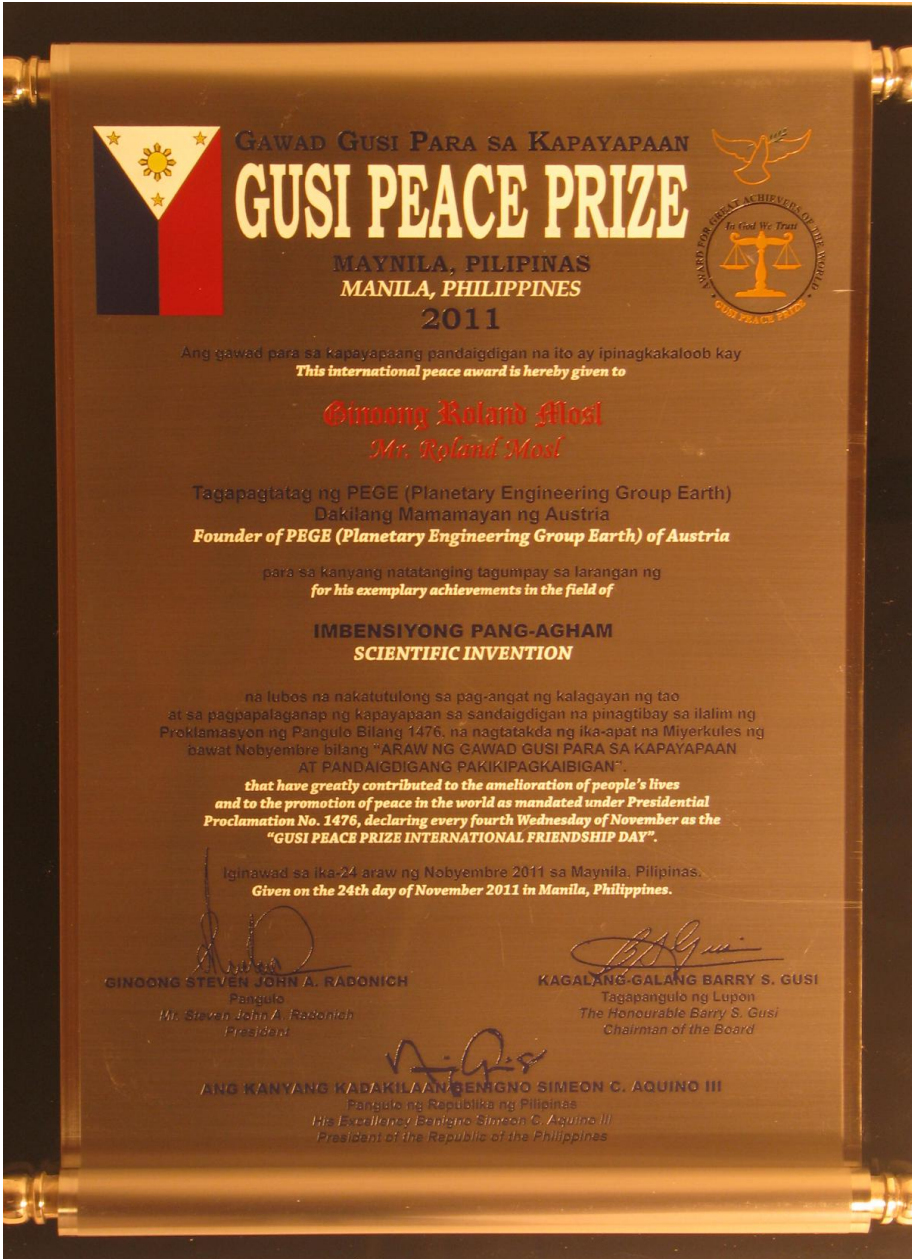 GAWAD GUSI PARA SA KAPAYAPAAN
GUSI PEACE PRIZE
MAYNILA, PILIPINAS
MANILA, PHILIPPINES
2011
AWARD FOR GREAT ACHIEVERS OF THE WORLD
In God We Trust
GUSI PEACE PRIZE
Ang gawad para sa kapayapaang pandaigdigan na ito ay ipinagkakaloob kay
This international peace award is hereby given to
Ginoong Roland Mosl
Mr. Roland Mosl
Tagapagtatag ng PEGE (Planetary Engineering Group Earth)
Dakilang Mamamayan ng Austria
Founder of PEGE (Planetary Engineering Group Earth) of Austria
para sa kanyang natatanging tagumpay sa larangan ng
for his exemplary achievements in the field of
IMBENSIYONG PANG-AGHAM
SCIENTIFIC INVENTION
na lubos na nakatutulong sa pag-angat ng kalagayan ng tao
at sa pagpapalaganap ng kapayapaan sa sandaigdigan na pinagtibay sa ilalim ng
Proklamasyon ng Pangulo Bilang 1476, na nagtatakda ng ika-apat na Miyerkules ng
bawat Nobyembre bilang "ARAW NG GAWAD GUSI PARA SA KAPAYAPAAN
AT PANDAIGDIGANG PAKIKIPAGKAIBIGAN".
that have greatly contributed to the amelioration of people's lives
and to the promotion of peace in the world as mandated under Presidential
Proclamation No. 1476, declaring every fourth Wednesday of November as the
"GUSI PEACE PRIZE INTERNATIONAL FRIENDSHIP DAY".
Iginawad sa ika-24 araw ng Nobyembre 2011 sa Maynila, Pilipinas.
Given on the 24th day of November 2011 in Manila, Philippines.
GINOONG STEVEN JOHN A. RADONICH
Pangulo
Mr. Steven John A. Radonich
President
KAGALANG-GALANG BARRY S. GUSI
Tagapangulo ng Lupon
The Honourable Barry S. Gusi
Chairman of the Board
ANG KANYANG KADAKILAAN BENIGNO SIMEON C. AQUINO III
Pangulo ng Republika ng Pilipinas
His Excellency Benigno Simeon C. Aquino III
President of the Republic of the Philippines